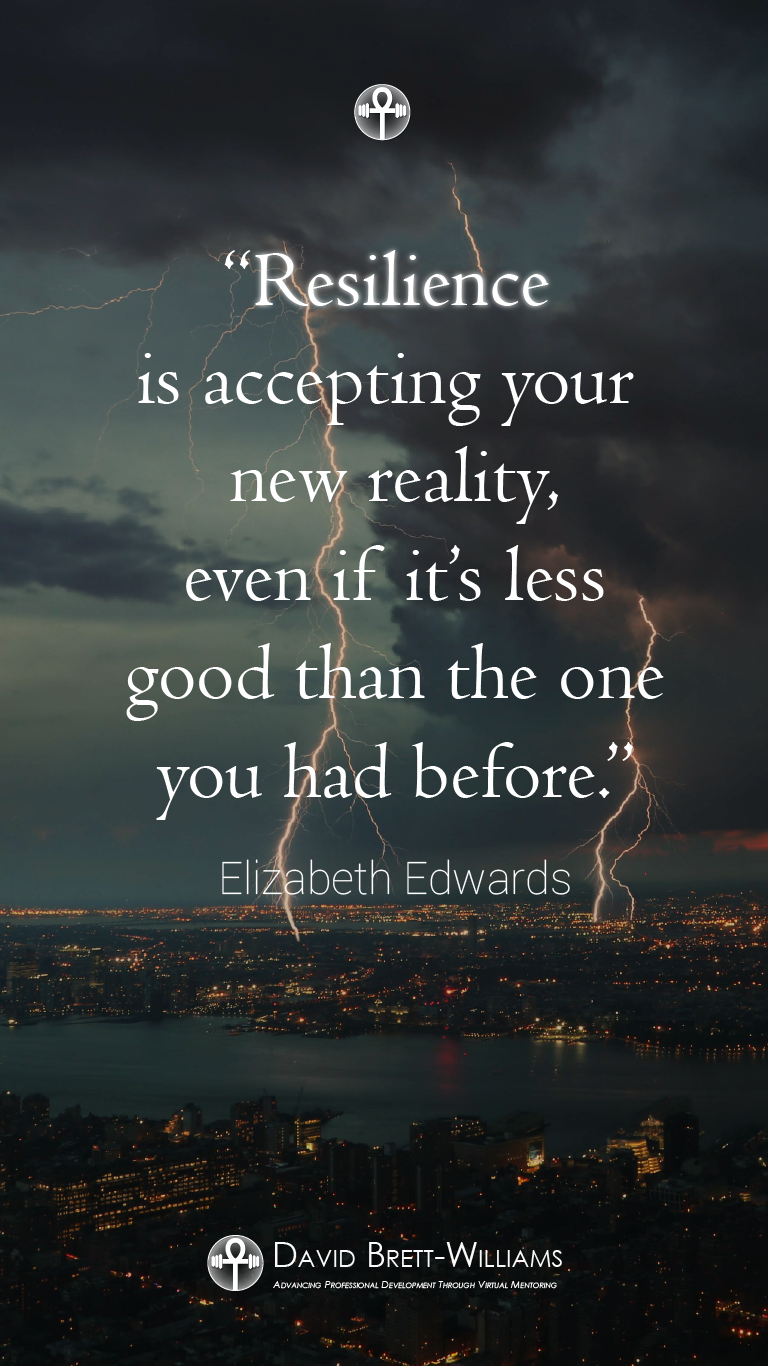 “Resilience
is accepting your
new reality,
even if it’s less
good than the one
you had before.”
Elizabeth Edwards
David Brett-Williams
Advancing Professional Development Through Virtual Mentoring